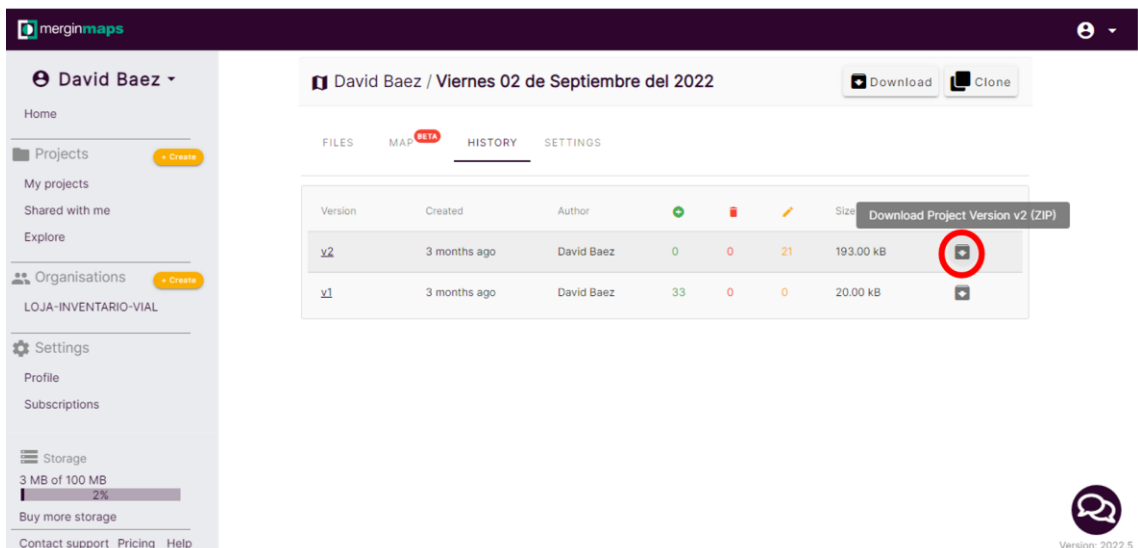 merginmaps
David Baez
Home
Projects
+ Create
My projects
Shared with me
Explore
Organisations
+ Create
LOJA-INVENTARIO-VIAL
Settings
Profile
Subscriptions
Storage
3 MB of 100 MB
2%
Buy more storage
Contact support Pricing Help
David Baez / Viernes 02 de Septiembre del 2022
Download
Clone
FILES MAP BETA HISTORY SETTINGS
Version Created Author Size
Download Project Version v2 (ZIP)
v2 3 months ago David Baez 0 0 21 193.00 kB
v1 3 months ago David Baez 33 0 0 20.00 kB
Version: 2022.5